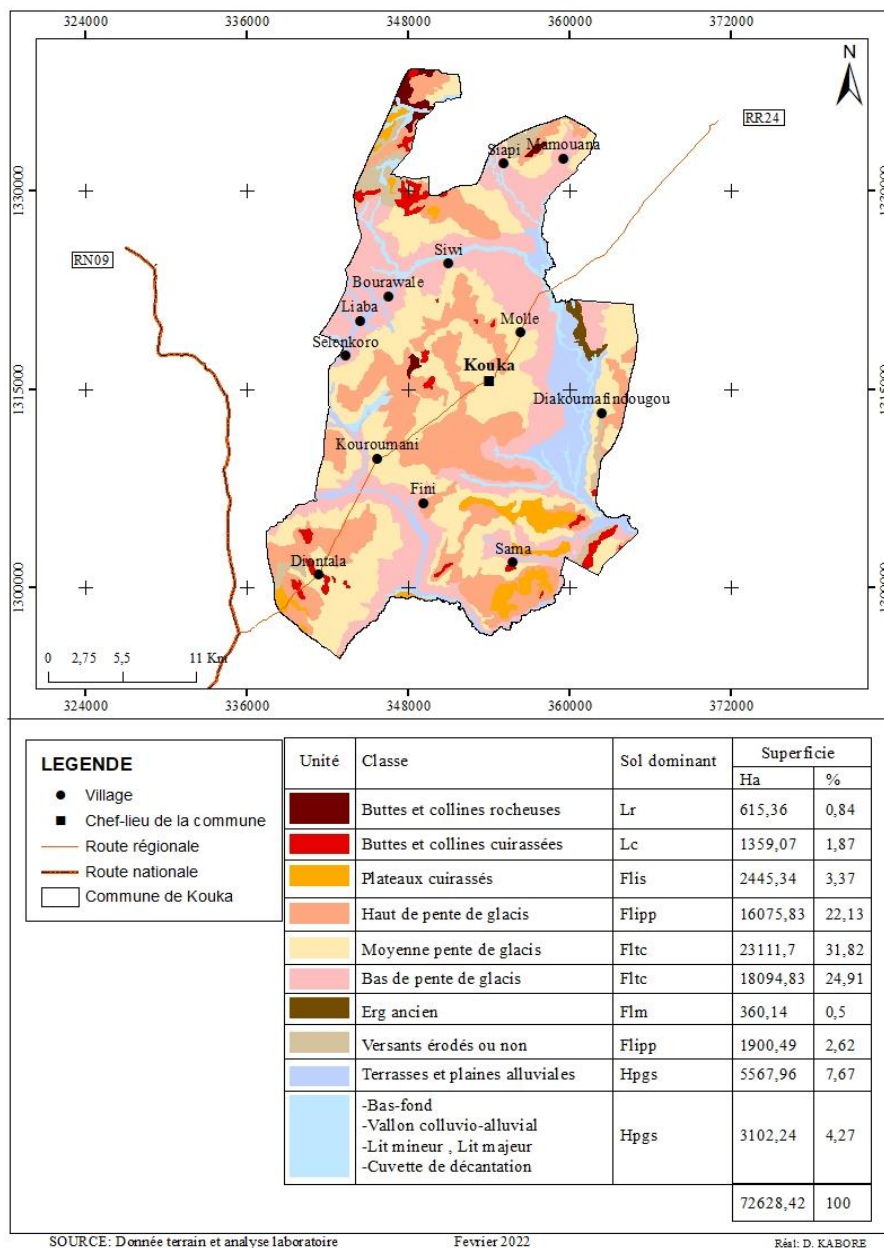 324000 336000 348000 360000 372000
N
RR24
Siapi
Mamouana
1330000 1330000
RN09
Siwi
Bourawale
Liaba
Molle
Selenkoro
Kouka
1315000 1315000
Diakoumafindougou
Kouroumani
Fini
Sama
Diontala
1300000 1300000
0 2,75 5,5 11 Km
324000 336000 348000 360000 372000
LEGENDE
Village
Chef-lieu de la commune
Route régionale
Route nationale
Commune de Kouka
Unité Classe Sol dominant Superficie
Ha %
Buttes et collines rocheuses Lr 615,36 0,84
Buttes et collines cuirassées Lc 1359,07 1,87
Plateaux cuirassés Flis 2445,34 3,37
Haut de pente de glacis Flipp 16075,83 22,13
Moyenne pente de glacis Fltc 23111,7 31,82
Bas de pente de glacis Fltc 18094,83 24,91
Erg ancien Flm 360,14 0,5
Versants érodés ou non Flipp 1900,49 2,62
Terrasses et plaines alluviales Hpgs 5567,96 7,67
-Bas-fond
-Vallon colluvio-alluvial
-Lit mineur , Lit majeur
-Cuvette de décantation
Hpgs 3102,24 4,27
72628,42 100
SOURCE: Donnée terrain et analyse laboratoire Fevrier 2022 Réal: D. KABORE